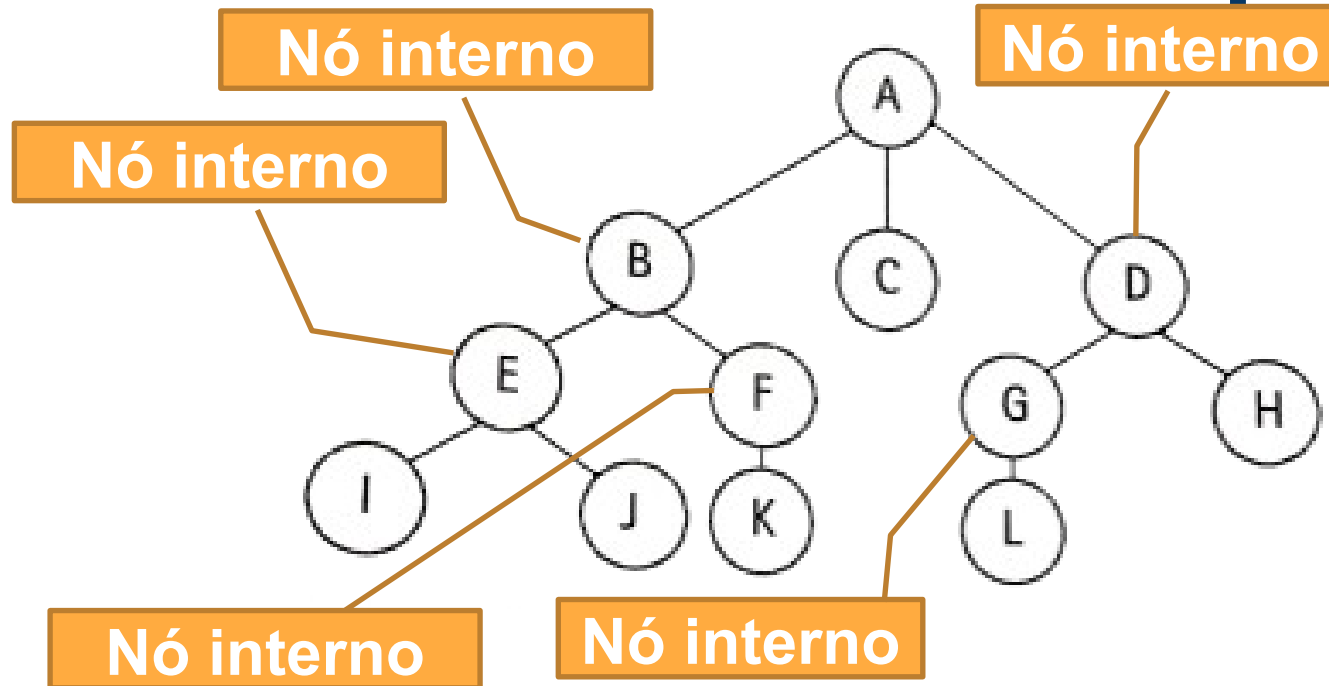 Nó interno
Nó interno
A
Nó interno
B
C
D
E
F
G
H
I
J
K
L
Nó interno
Nó interno